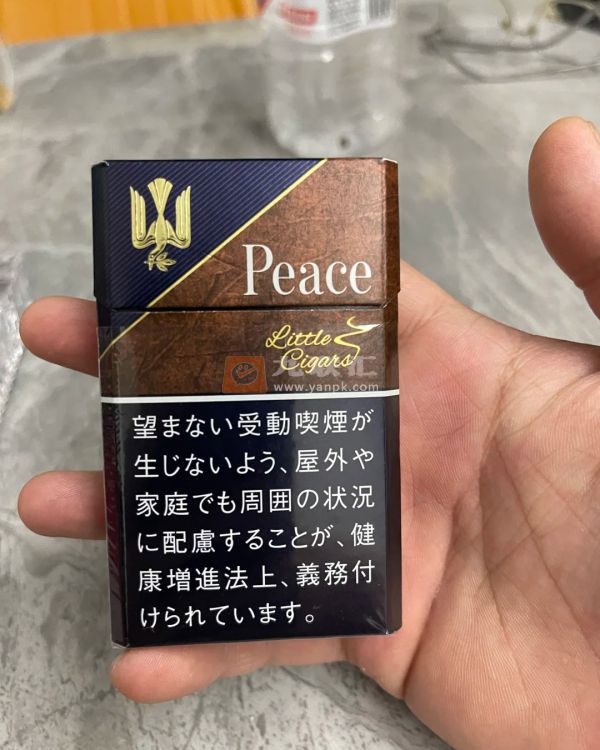 Peace
Little
Cigars
www.yanpk.com
望まない受動喫煙が
生じないよう、屋外や
家庭でも周囲の状況
に配慮することが、健
康増進法上、義務付
けられています。